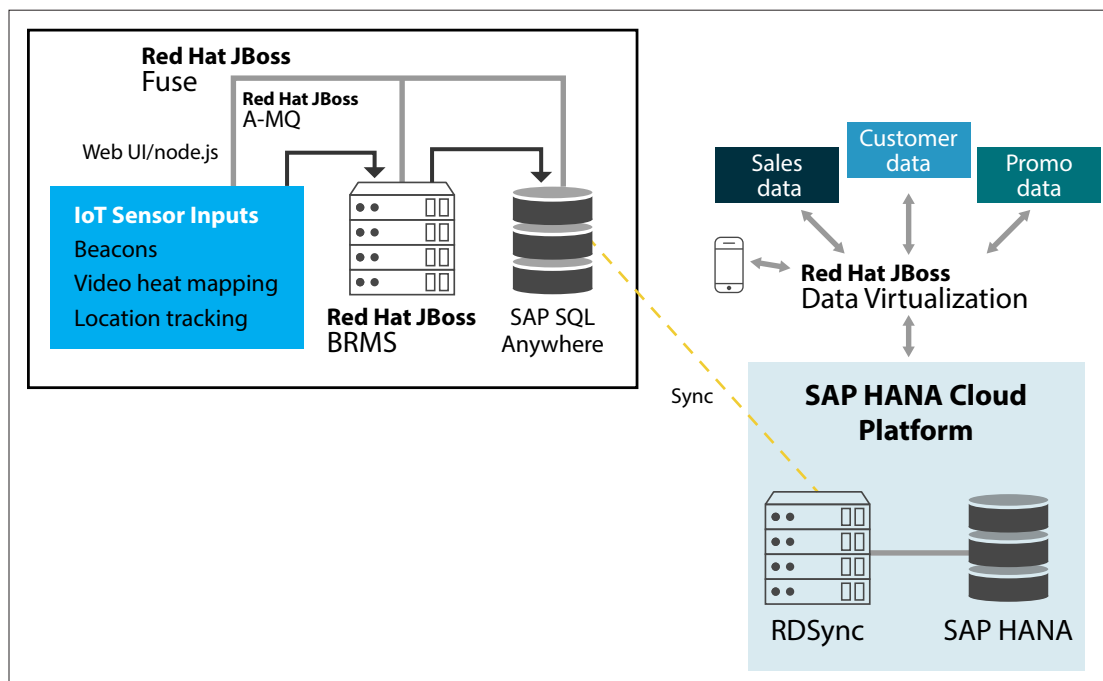 Red Hat JBoss
Fuse
Red Hat JBoss
A-MQ
Web UI/node.js
IoT Sensor Inputs
Beacons
Video heat mapping
Location tracking
Red Hat JBoss
BRMS
SAP SQL
Anywhere
Sync
Sales
data
Customer
data
Promo
data
Red Hat JBoss
Data Virtualization
SAP HANA Cloud
Platform
RDSync
SAP HANA